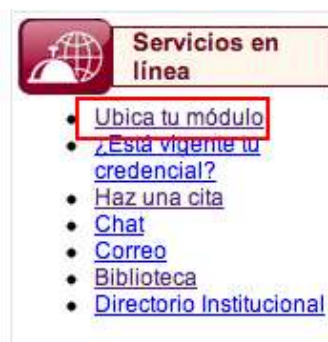 Servicios en
línea
Ubica tu módulo
¿Está vigente tu
credencial?
Haz una cita
Chat
Correo
Biblioteca
Directorio Institucional